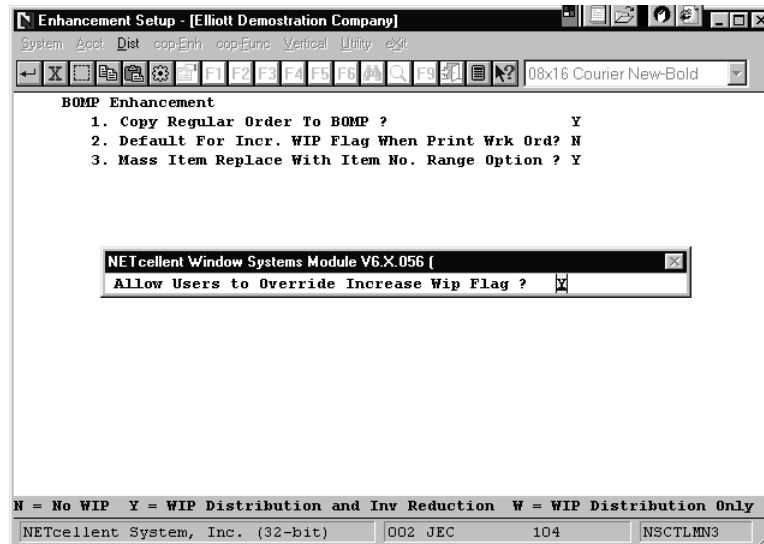 Enhancement Setup - [Elliott Demostration Company]
System Acct Dist cop-Enh cop-Func Vertical Utility eXit
X F1 F2 F3 F4 F5 F6 F9 08x16 Courier New-Bold
BOMP Enhancement
1. Copy Regular Order To BOMP ? Y
2. Default For Incr. WIP Flag When Print Wrk Ord? N
3. Mass Item Replace With Item No. Range Option ? Y
NETcellent Window Systems Module V6.X.056 (
Allow Users to Override Increase Wip Flag ? Y
N = No WIP Y = WIP Distribution and Inv Reduction W = WIP Distribution Only
NETcellent System, Inc. (32-bit) 002 JEC 104 NSCTLMN3